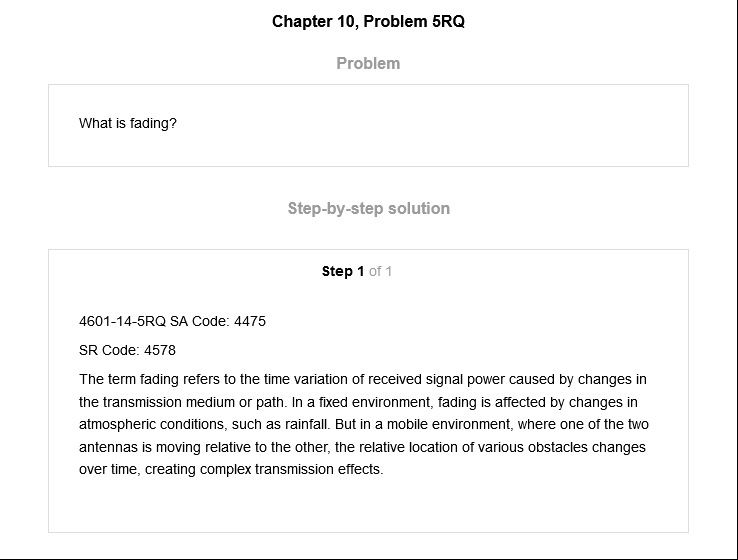 Chapter 10, Problem 5RQ
Problem
What is fading?
Step-by-step solution
Step 1 of 1
4601-14-5RQ SA Code: 4475
SR Code: 4578
The term fading refers to the time variation of received signal power caused by changes in
the transmission medium or path. In a fixed environment, fading is affected by changes in
atmospheric conditions, such as rainfall. But in a mobile environment, where one of the two
antennas is moving relative to the other, the relative location of various obstacles changes
over time, creating complex transmission effects.